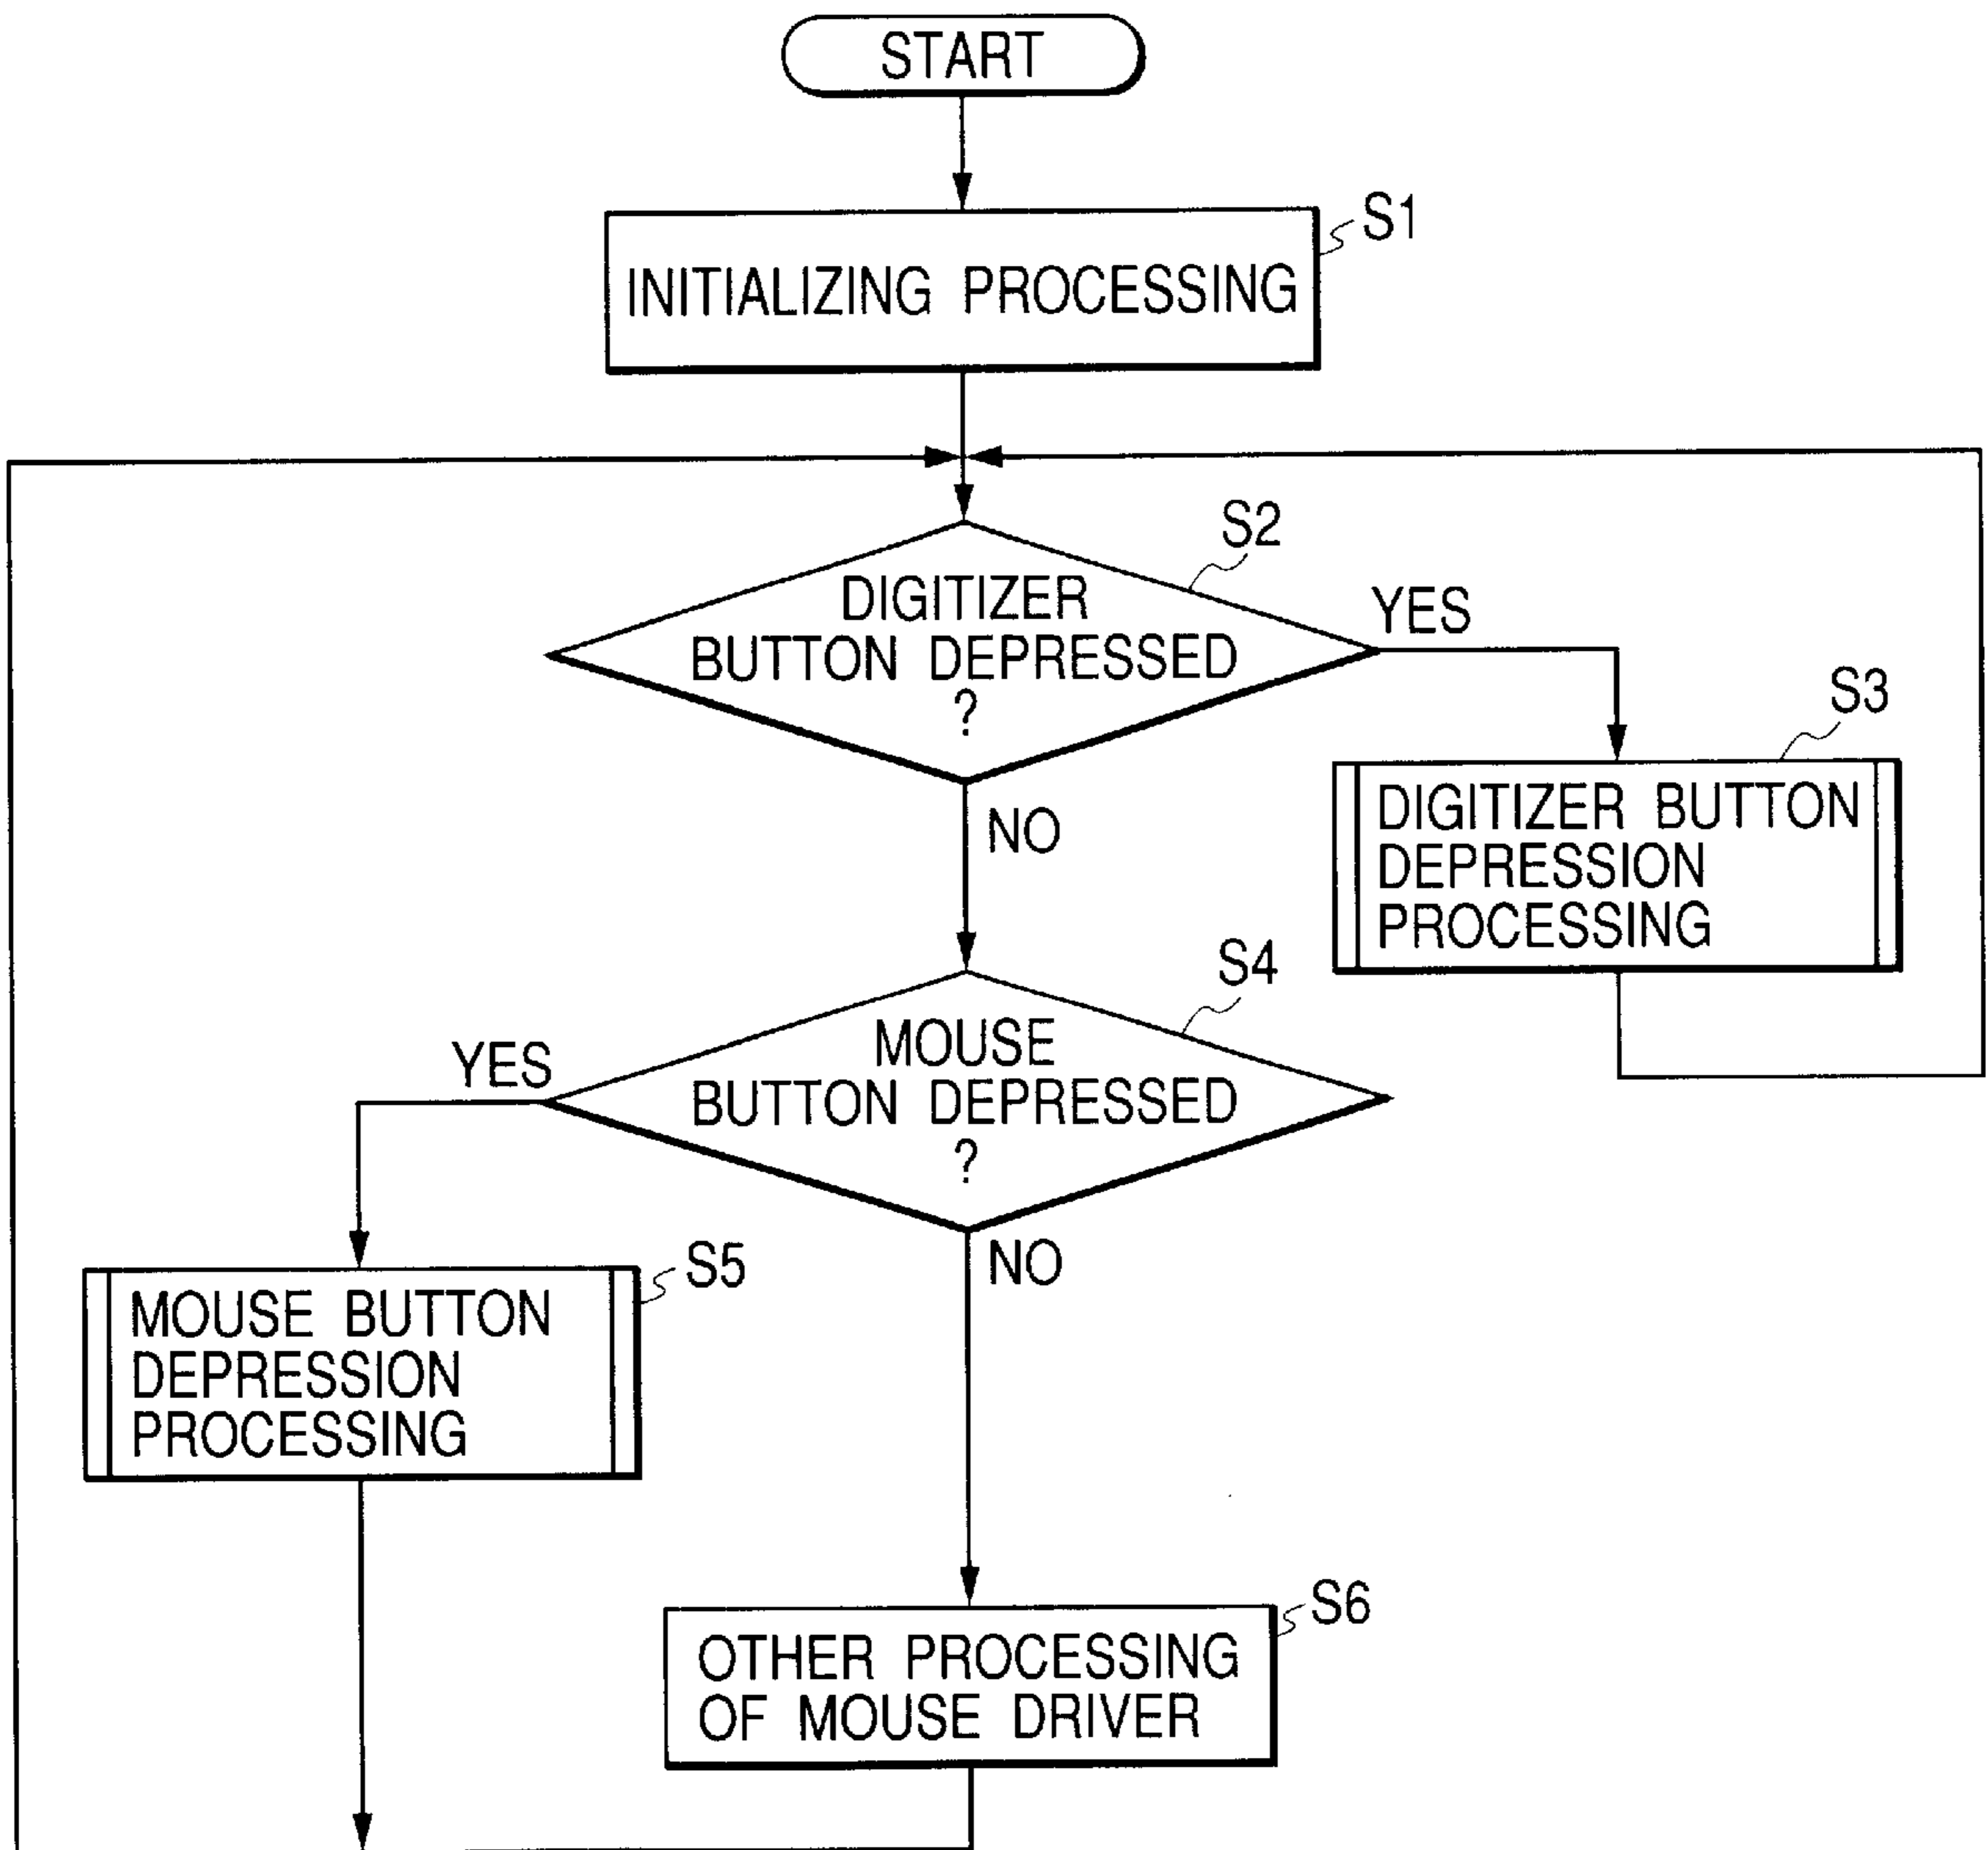 START
S1
INITIALIZING PROCESSING
S2
DIGITIZER
BUTTON DEPRESSED
?
YES
NO
S3
DIGITIZER BUTTON
DEPRESSION
PROCESSING
S4
MOUSE
BUTTON DEPRESSED
?
YES
NO
S5
MOUSE BUTTON
DEPRESSION
PROCESSING
S6
OTHER PROCESSING
OF MOUSE DRIVER